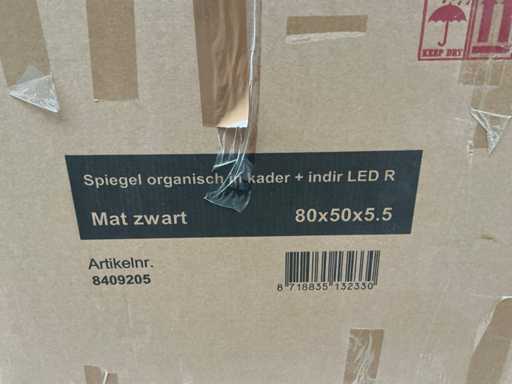 KEEP DRY
Spiegel organisch in kader + indir LED R
Mat zwart 80x50x5.5
Artikelnr.
8409205
8 718835 132330